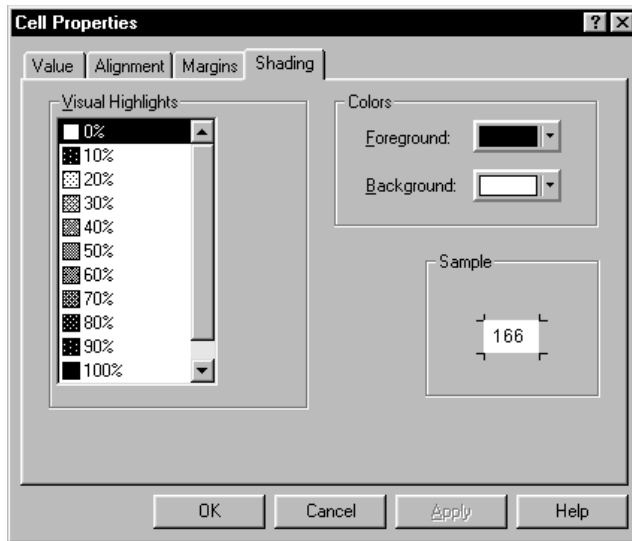 Cell Properties
Value Alignment Margins Shading
Visual Highlights
0%
10%
20%
30%
40%
50%
60%
70%
80%
90%
100%
Colors
Foreground:
Background:
Sample
166
OK Cancel Apply Help